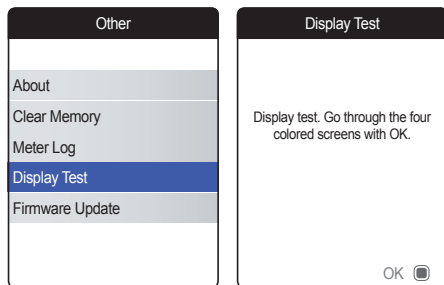 Other
About
Clear Memory
Meter Log
Display Test
Firmware Update
Display Test
Display test. Go through the four
colored screens with OK.
OK